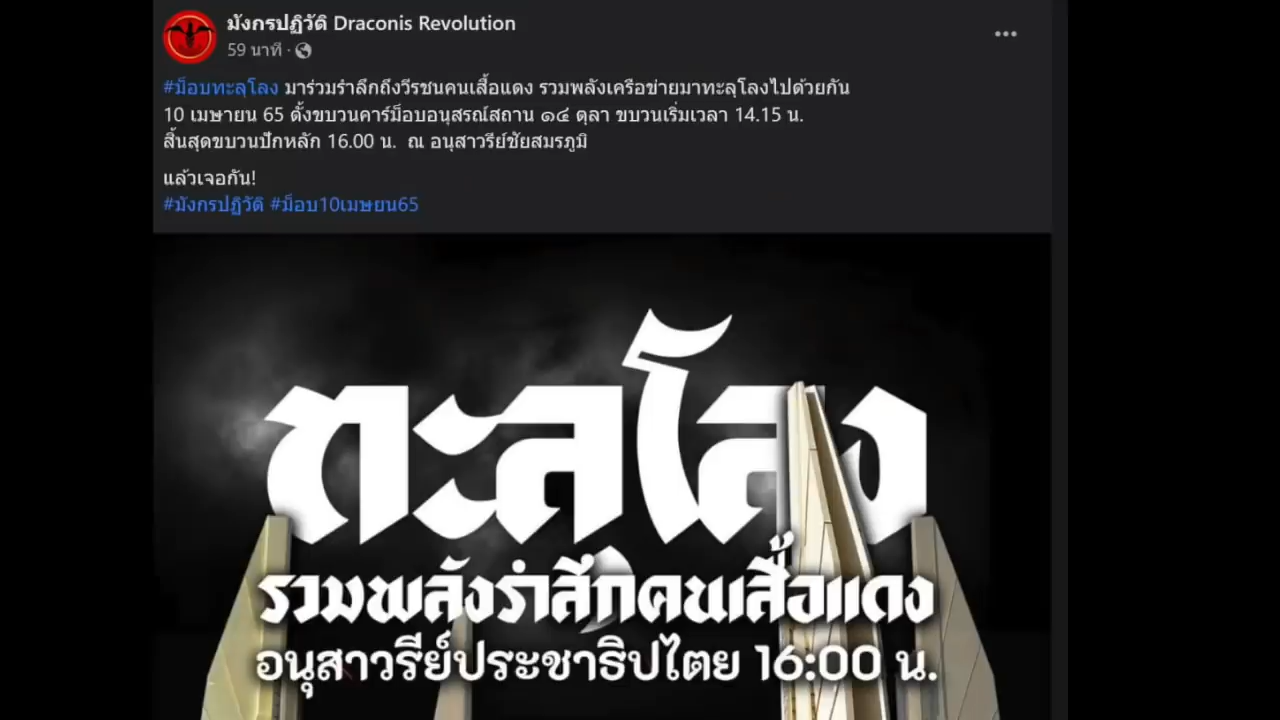 มังกรปฏิวัติ Draconis Revolution
59 นาที ·
#ม็อบทะลุโลง มาร่วมรำลึกถึงวีรชนคนเสื้อแดง รวมพลังเครือข่ายมาทะลุโลงไปด้วยกัน
10 เมษายน 65 ตั้งขบวนคาร์ม็อบอนุสรณ์สถาน ๑๔ ตุลา ขบวนเริ่มเวลา 14.15 น.
สิ้นสุดขบวนปักหลัก 16.00 น. ณ อนุสาวรีย์ชัยสมรภูมิ
แล้วเจอกัน!
#มังกรปฏิวัติ #ม็อบ10เมษยน65
ทะลุโลง
รวมพลังรำลึกคนเสื้อแดง
อนุสาวรีย์ประชาธิปไตย 16:00 น.